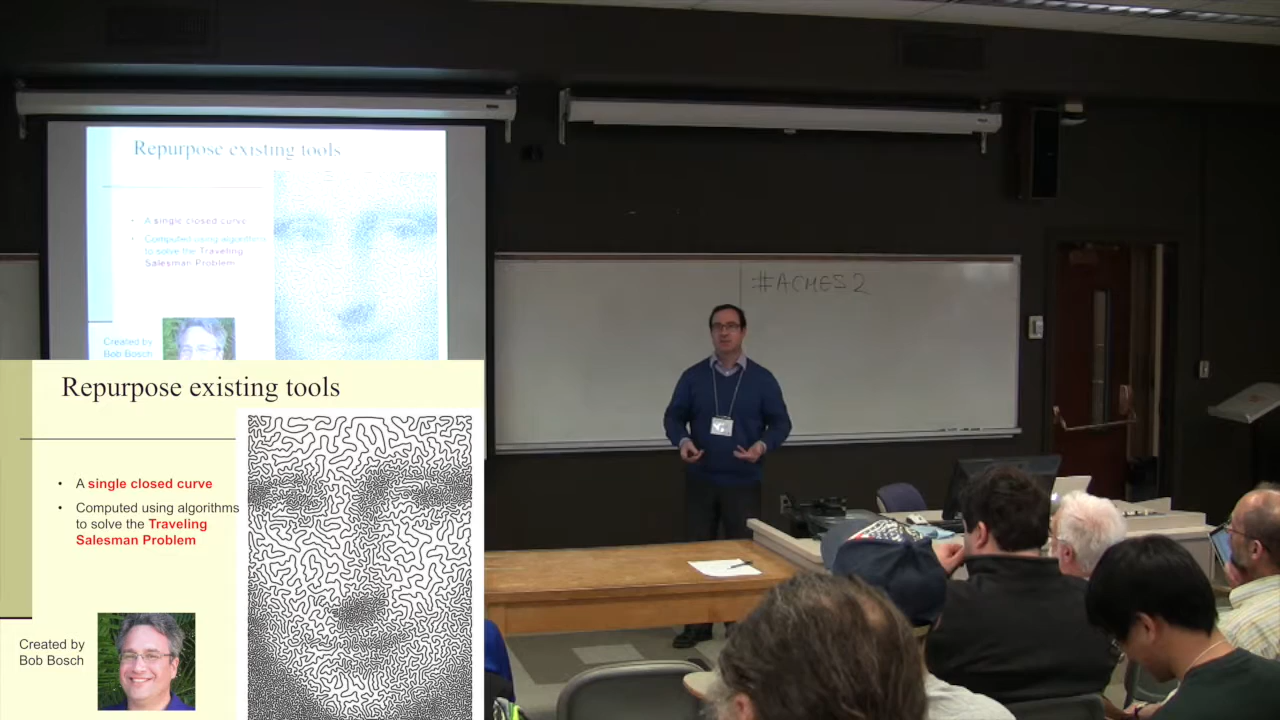 Repurpose existing tools
• A single closed curve
• Computed using algorithms
to solve the Traveling
Salesman Problem
Created by
Bob Bosch
#ACMES 2
Repurpose existing tools
• A single closed curve
• Computed using algorithms
to solve the Traveling
Salesman Problem
Created by
Bob Bosch